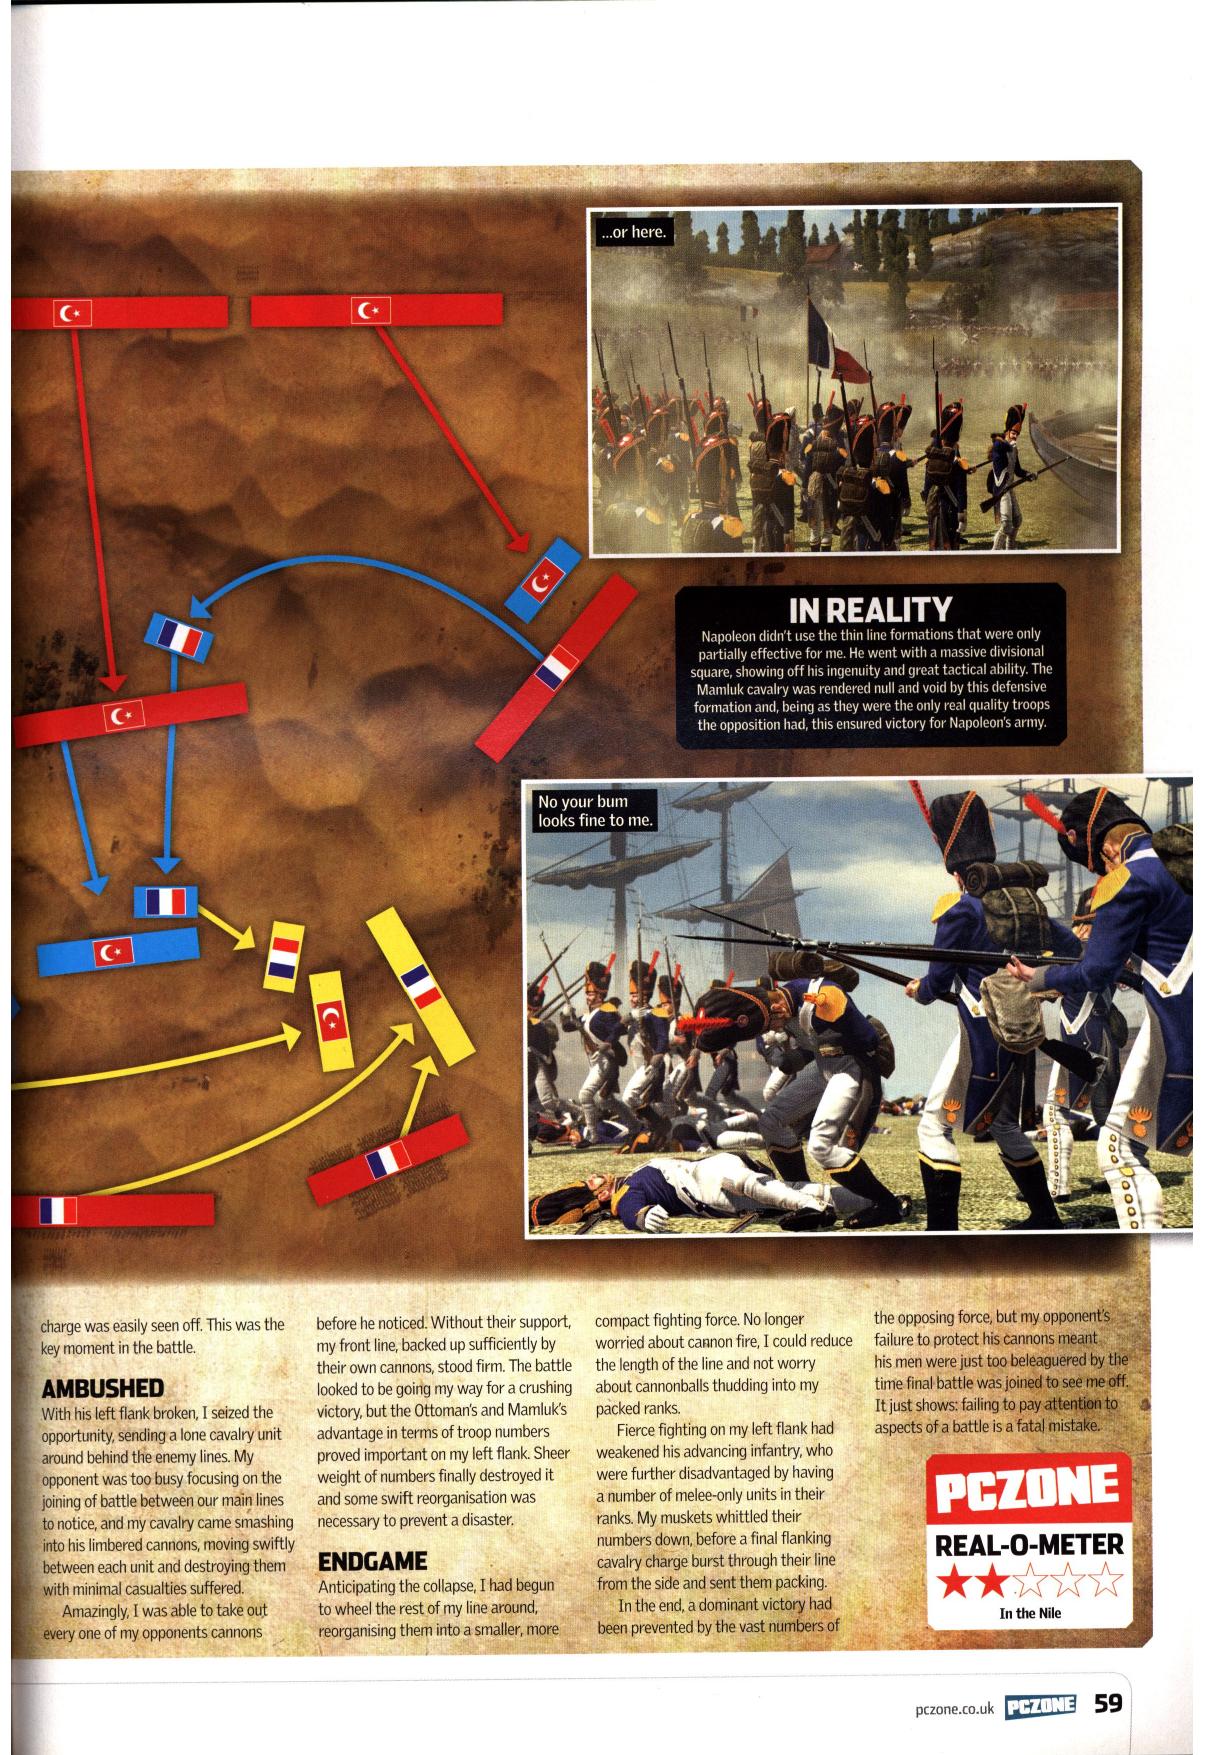 ...or here.
IN REALITY
Napoleon didn't use the thin line formations that were only
partially effective for me. He went with a massive divisional
square, showing off his ingenuity and great tactical ability. The
Mamluk cavalry was rendered null and void by this defensive
formation and, being as they were the only real quality troops
the opposition had, this ensured victory for Napoleon's army.
No your bum
looks fine to me.
charge was easily seen off. This was the
key moment in the battle.
AMBUSHED
With his left flank broken, I seized the
opportunity, sending a lone cavalry unit
around behind the enemy lines. My
opponent was too busy focusing on the
joining of battle between our main lines
to notice, and my cavalry came smashing
into his limbered cannons, moving swiftly
between each unit and destroying them
with minimal casualties suffered.
Amazingly, I was able to take out
every one of my opponents cannons
before he noticed. Without their support,
my front line, backed up sufficiently by
their own cannons, stood firm. The battle
looked to be going my way for a crushing
victory, but the Ottoman's and Mamluk's
advantage in terms of troop numbers
proved important on my left flank. Sheer
weight of numbers finally destroyed it
and some swift reorganisation was
necessary to prevent a disaster.
ENDGAME
Anticipating the collapse, I had begun
to wheel the rest of my line around,
reorganising them into a smaller, more
compact fighting force. No longer
worried about cannon fire, I could reduce
the length of the line and not worry
about cannonballs thudding into my
packed ranks.
Fierce fighting on my left flank had
weakened his advancing infantry, who
were further disadvantaged by having
a number of melee-only units in their
ranks. My muskets whittled their
numbers down, before a final flanking
cavalry charge burst through their line
from the side and sent them packing.
In the end, a dominant victory had
been prevented by the vast numbers of
the opposing force, but my opponent's
failure to protect his cannons meant
his men were just too beleaguered by the
time final battle was joined to see me off.
It just shows: failing to pay attention to
aspects of a battle is a fatal mistake.
PCZONE
REAL-O-METER
In the Nile
pczone.co.uk PCZONE 59